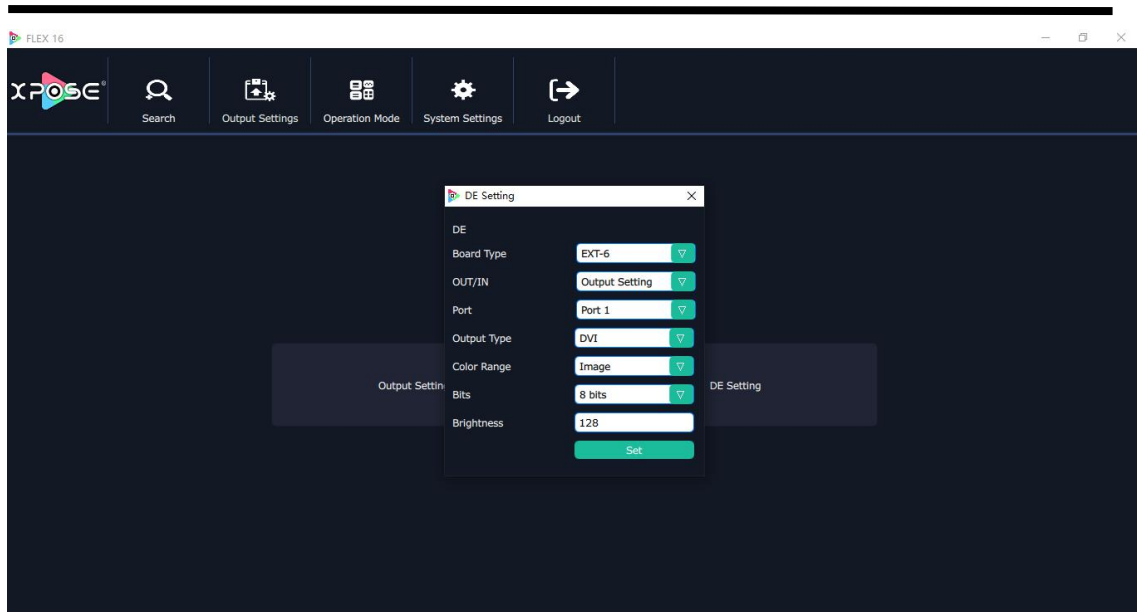 FLEX 16
XPOSE
Search
Output Settings
Operation Mode
System Settings
Logout
DE Setting
DE
Board Type EXT-6
OUT/IN Output Setting
Port Port 1
Output Type DVI
Color Range Image
Bits 8 bits
Brightness 128
Set
Output Settin
DE Setting